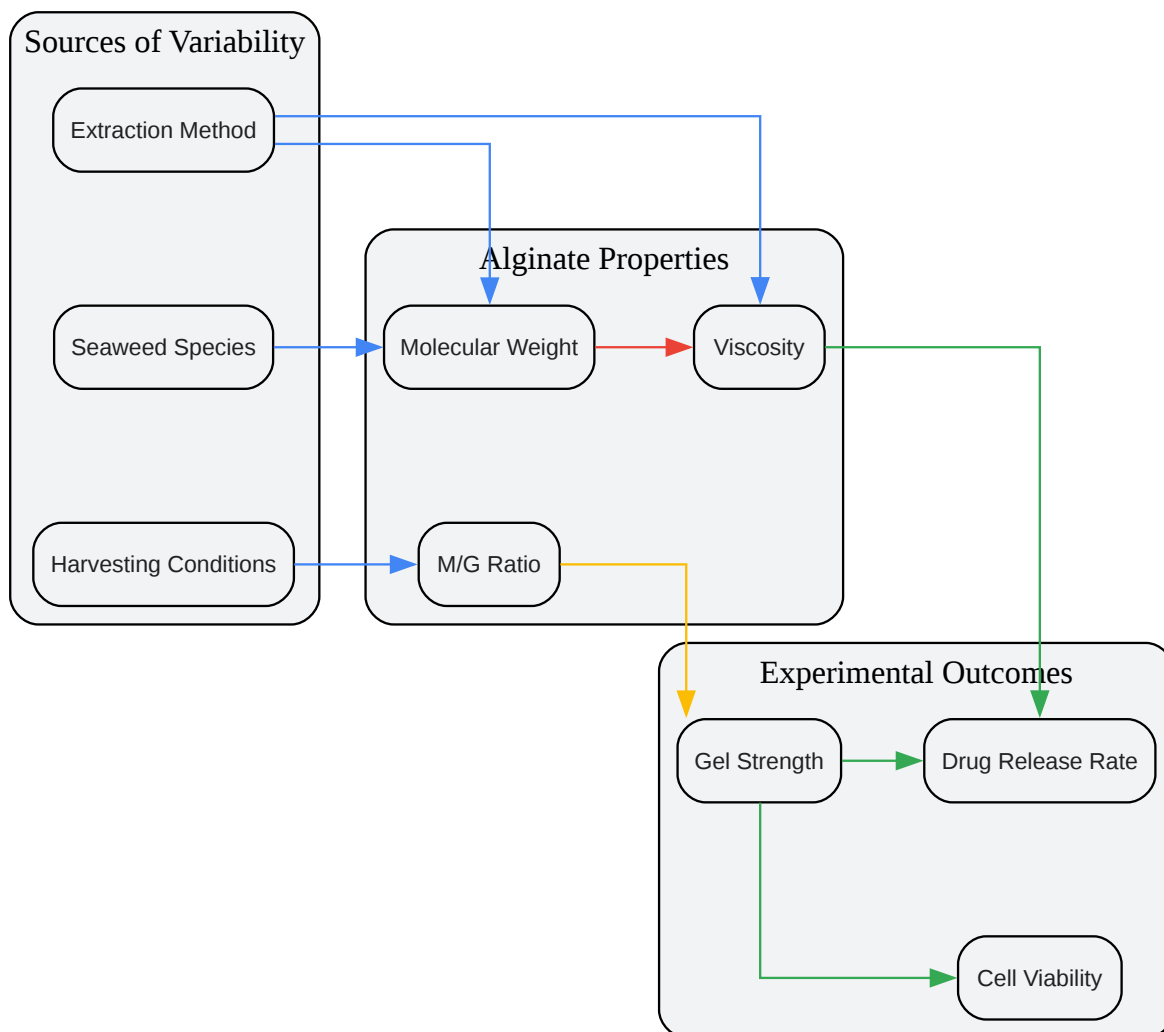 Sources of Variability
Extraction Method
Seaweed Species
Harvesting Conditions
Alginate Properties
Molecular Weight
Viscosity
M/G Ratio
Experimental Outcomes
Gel Strength
Drug Release Rate
Cell Viability